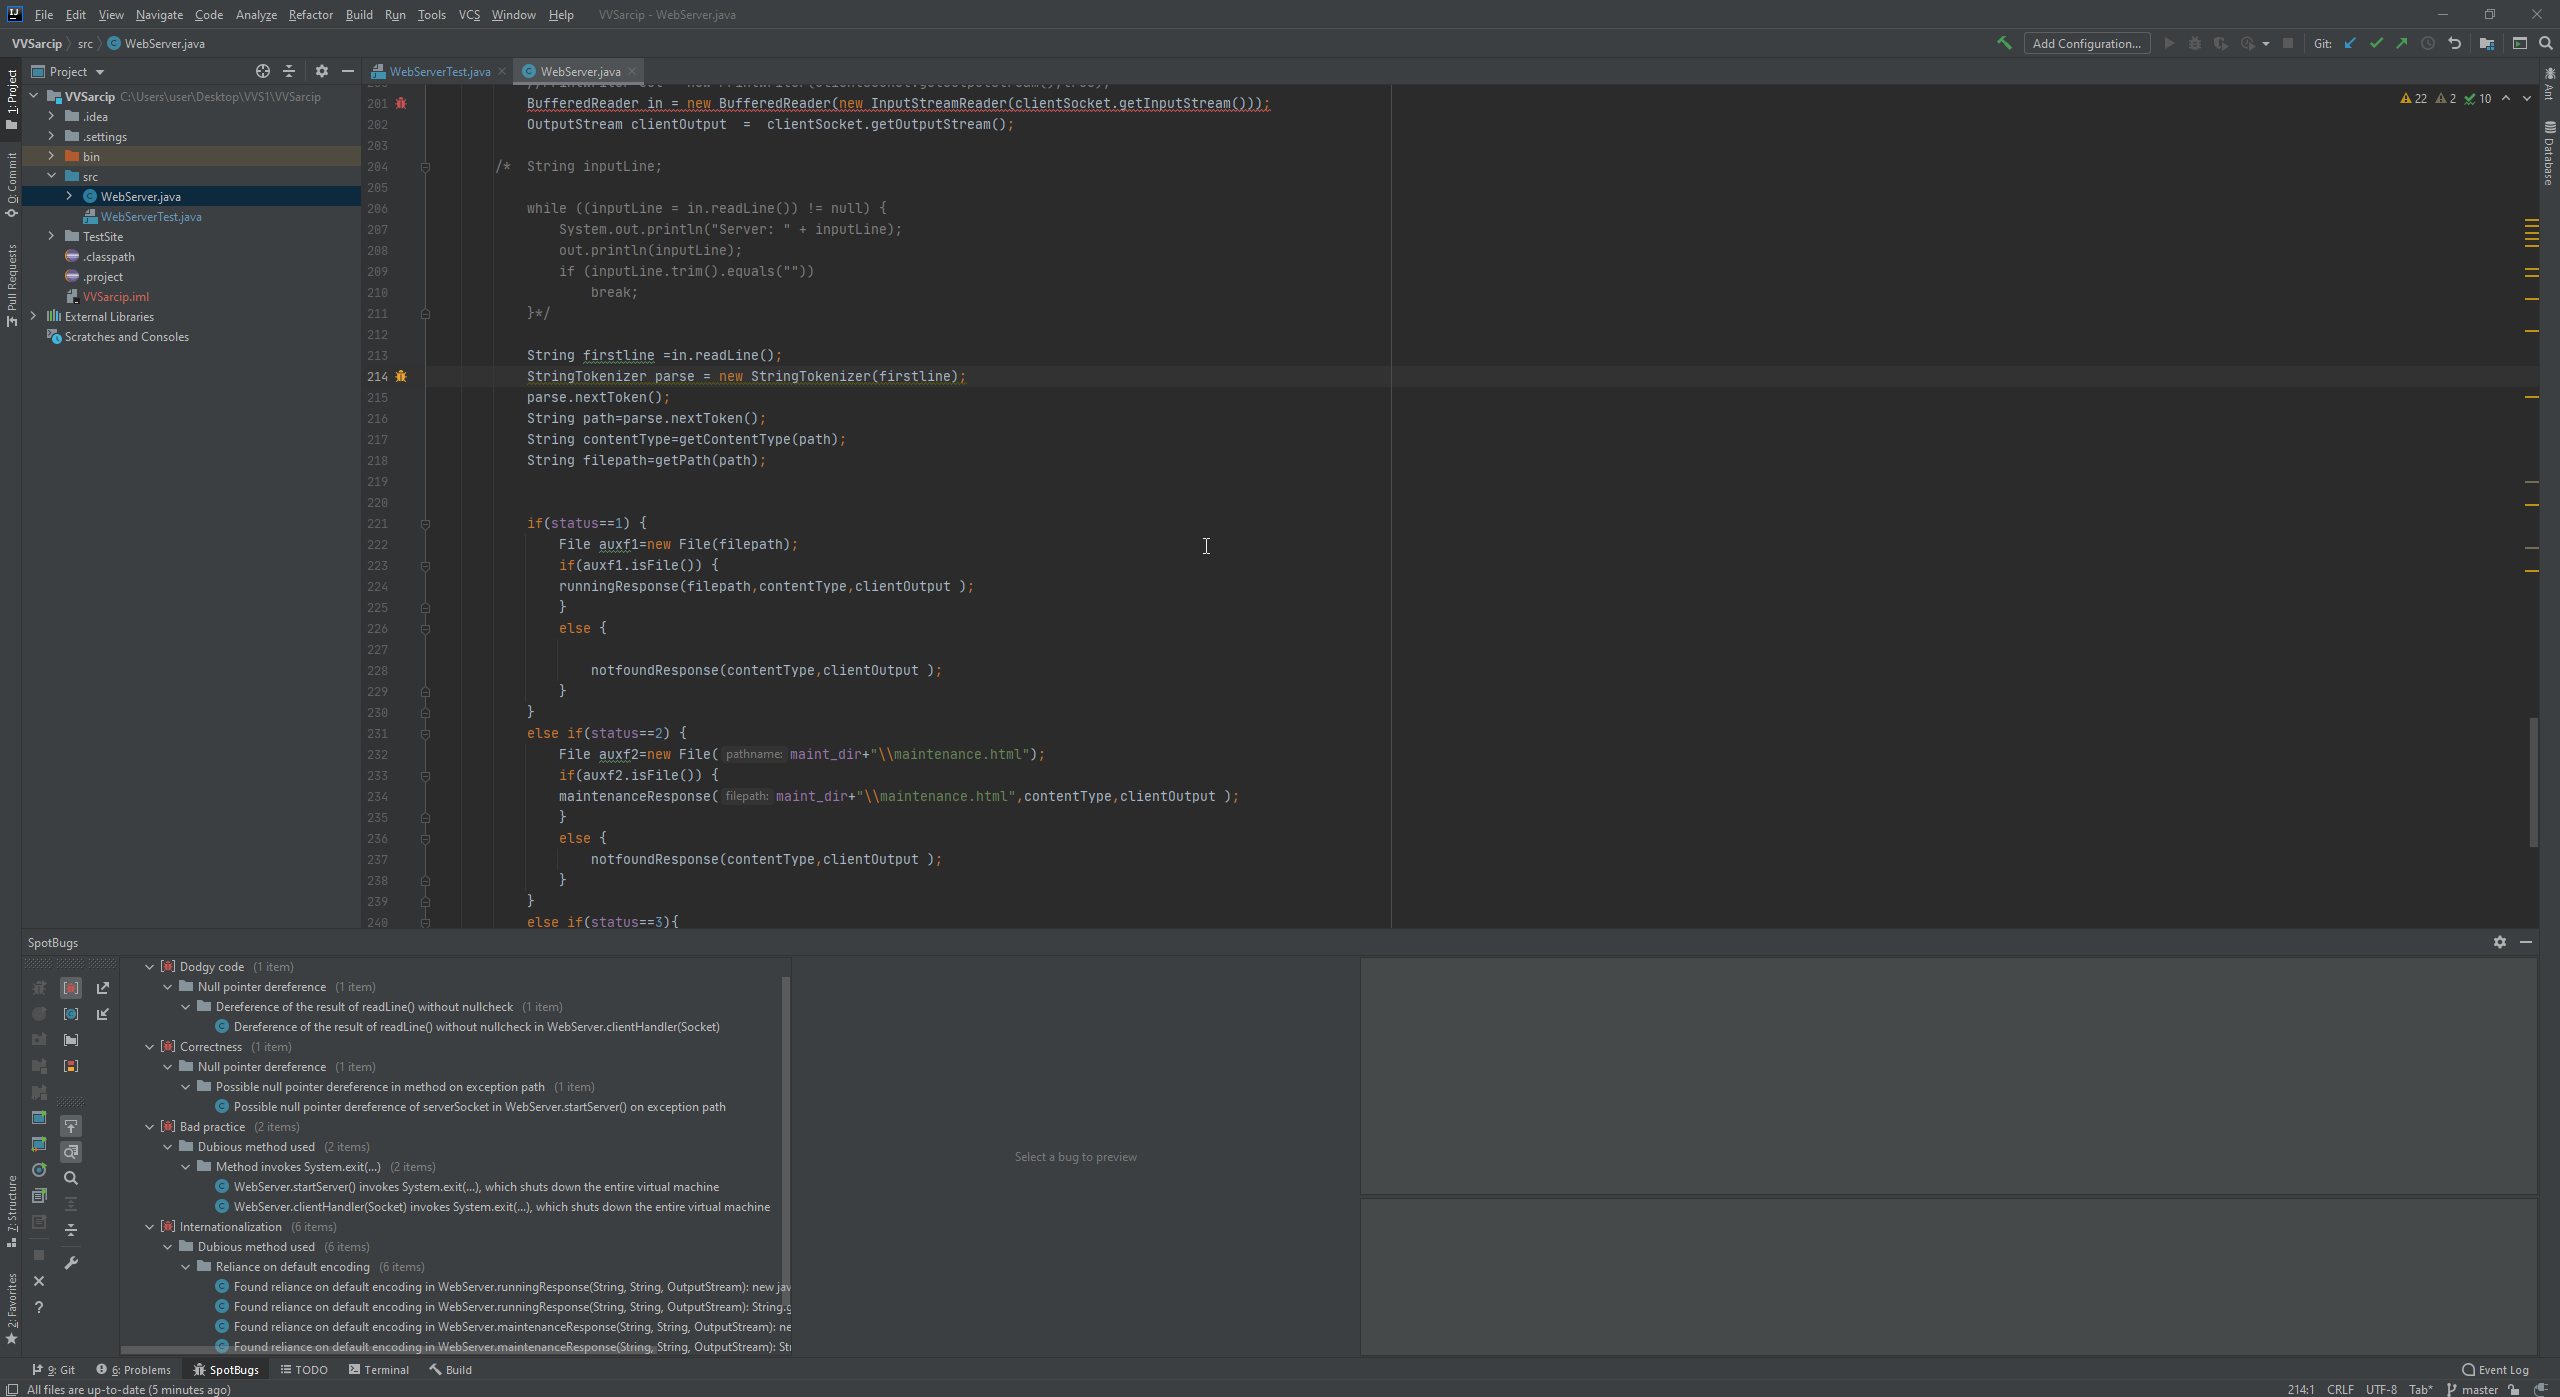 File Edit View Navigate Code Analyze Refactor Build Run Tools VCS Window Help VVSarcip - WebServer.java
VVSarcip src WebServer.java Add Configuration... Git:
Project WebServerTest.java WebServer.java
1: Project
0: Commit
Pull Requests
7: Structure
2: Favorites
Ant
Database
VVSarcip C:\Users\user\Desktop\VVS1\VVSarcip
.idea
.settings
bin
src
WebServer.java
WebServerTest.java
TestSite
.classpath
.project
VVSarcip.iml
External Libraries
Scratches and Consoles
22 2 10
201 BufferedReader in = new BufferedReader(new InputStreamReader(clientSocket.getInputStream()));
202 OutputStream clientOutput = clientSocket.getOutputStream();
203
204 /* String inputLine;
205
206 while ((inputLine = in.readLine()) != null) {
207 System.out.println("Server: " + inputLine);
208 out.println(inputLine);
209 if (inputLine.trim().equals(""))
210 break;
211 }*/
212
213 String firstline =in.readLine();
214 StringTokenizer parse = new StringTokenizer(firstline);
215 parse.nextToken();
216 String path=parse.nextToken();
217 String contentType=getContentType(path);
218 String filepath=getPath(path);
219
220
221 if(status==1) {
222 File auxf1=new File(filepath);
223 if(auxf1.isFile()) {
224 runningResponse(filepath,contentType,clientOutput );
225 }
226 else {
227
228 notfoundResponse(contentType,clientOutput );
229 }
230 }
231 else if(status==2) {
232 File auxf2=new File( pathname: maint_dir+"\\maintenance.html");
233 if(auxf2.isFile()) {
234 maintenanceResponse( filepath: maint_dir+"\\maintenance.html",contentType,clientOutput );
235 }
236 else {
237 notfoundResponse(contentType,clientOutput );
238 }
239 }
240 else if(status==3){
SpotBugs
Dodgy code (1 item)
Null pointer dereference (1 item)
Dereference of the result of readLine() without nullcheck (1 item)
Dereference of the result of readLine() without nullcheck in WebServer.clientHandler(Socket)
Correctness (1 item)
Null pointer dereference (1 item)
Possible null pointer dereference in method on exception path (1 item)
Possible null pointer dereference of serverSocket in WebServer.startServer() on exception path
Bad practice (2 items)
Dubious method used (2 items)
Method invokes System.exit(...) (2 items)
WebServer.startServer() invokes System.exit(...), which shuts down the entire virtual machine
WebServer.clientHandler(Socket) invokes System.exit(...), which shuts down the entire virtual machine
Internationalization (6 items)
Dubious method used (6 items)
Reliance on default encoding (6 items)
Found reliance on default encoding in WebServer.runningResponse(String, String, OutputStream): new jav
Found reliance on default encoding in WebServer.runningResponse(String, String, OutputStream): String.g
Found reliance on default encoding in WebServer.maintenanceResponse(String, String, OutputStream): ne
Found reliance on default encoding in WebServer.maintenanceResponse(String, String, OutputStream): Str
Select a bug to preview
9: Git 6: Problems SpotBugs TODO Terminal Build Event Log
All files are up-to-date (5 minutes ago) 214:1 CRLF UTF-8 Tab* master